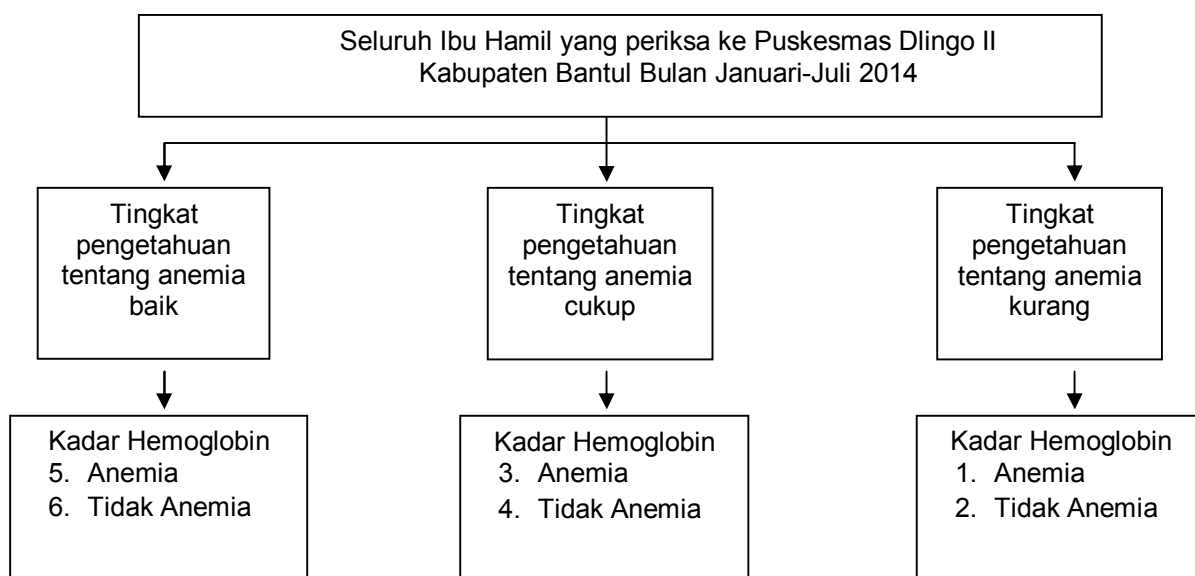 Seluruh Ibu Hamil yang periksa ke Puskesmas Dlingo II
Kabupaten Bantul Bulan Januari-Juli 2014
Tingkat
pengetahuan
tentang anemia
baik
Tingkat
pengetahuan
tentang anemia
cukup
Tingkat
pengetahuan
tentang anemia
kurang
Kadar Hemoglobin
5. Anemia
6. Tidak Anemia
Kadar Hemoglobin
3. Anemia
4. Tidak Anemia
Kadar Hemoglobin
1. Anemia
2. Tidak Anemia